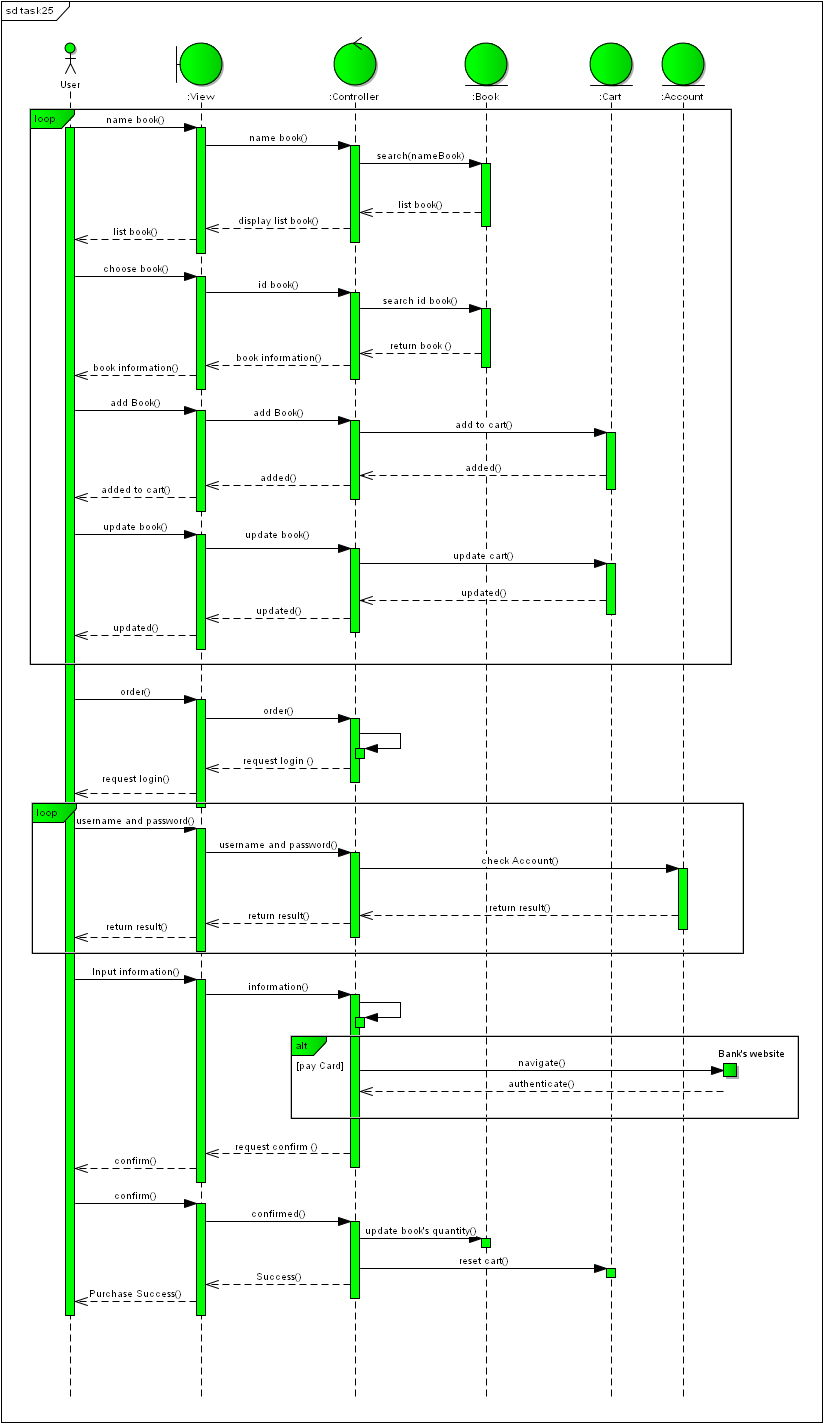 sd task25
User
:View
:Controller
:Book
:Cart
:Account
loop
name book()
name book()
search(nameBook)
list book()
display list book()
list book()
choose book()
id book()
search id book()
return book ()
book information()
book information()
add Book()
add Book()
add to cart()
added()
added()
added to cart()
update book()
update book()
update cart()
updated()
updated()
updated()
order()
order()
request login ()
request login()
loop
username and password()
username and password()
check Account()
return result()
return result()
return result()
Input information()
information()
alt
Bank's website
[pay Card]
navigate()
authenticate()
request confirm ()
confirm()
confirm()
confirmed()
update book's quantity()
reset cart()
Success()
Purchase Success()